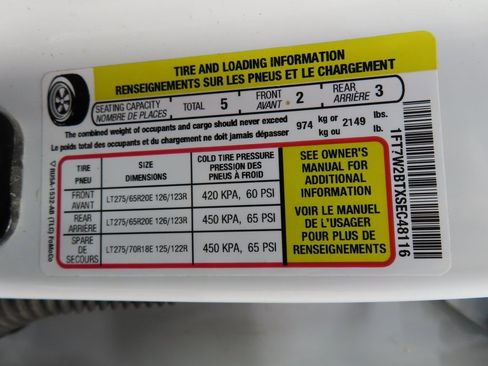 TIRE AND LOADING INFORMATION
RENSEIGNEMENTS SUR LES PNEUS ET LE CHARGEMENT
SEATING CAPACITY
NOMBRE DE PLACES
TOTAL 5
FRONT
AVANT
2
REAR
ARRIÈRE
3
The combined weight of occupants and cargo should never exceed
Le poids total des occupants et du chargement ne doit jamais dépasser
974
kg or
kg ou
2149
lbs.
lb.
TIRE
PNEU
SIZE
DIMENSIONS
COLD TIRE PRESSURE
PRESSION DES
PNEUS À FROID
FRONT
AVANT
LT275/65R20E 126/123R
420 KPA, 60 PSI
REAR
ARRIÈRE
LT275/65R20E 126/123R
450 KPA, 65 PSI
SPARE
DE
SECOURS
LT275/70R18E 125/122R
450 KPA, 65 PSI
SEE OWNER'S
MANUAL FOR
ADDITIONAL
INFORMATION
VOIR LE MANUEL
DE L'USAGER
POUR PLUS DE
RENSEIGNEMENTS
1FT7W2BTXSEC48116